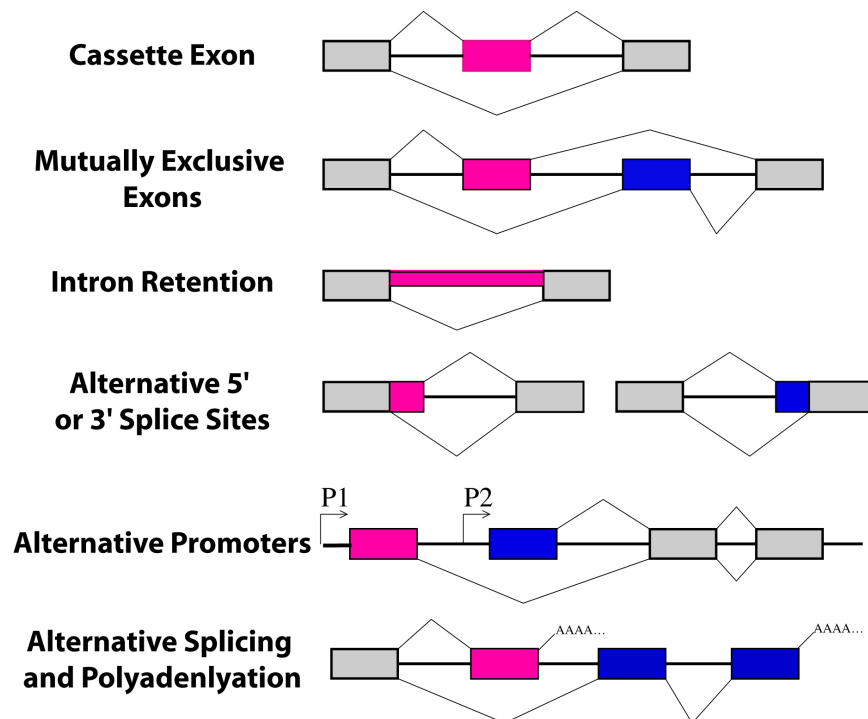 Cassette Exon
Mutually Exclusive
Exons
Intron Retention
Alternative 5'
or 3' Splice Sites
P1
P2
Alternative Promoters
Alternative Splicing
and Polyadenlyation
AAAA...
AAAA...